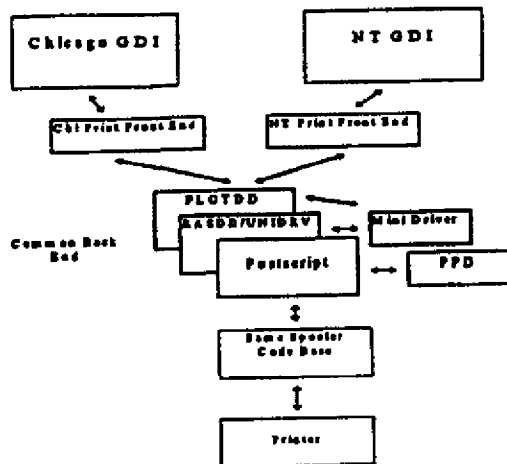 Chicago GDI
NT GDI
Chi Print Front End
NT Print Front End
PLOTDD
RASDD/UNIDRV
Mini Driver
Common Back
End
Postscript
PPD
Same Spooler
Code Base
Printer